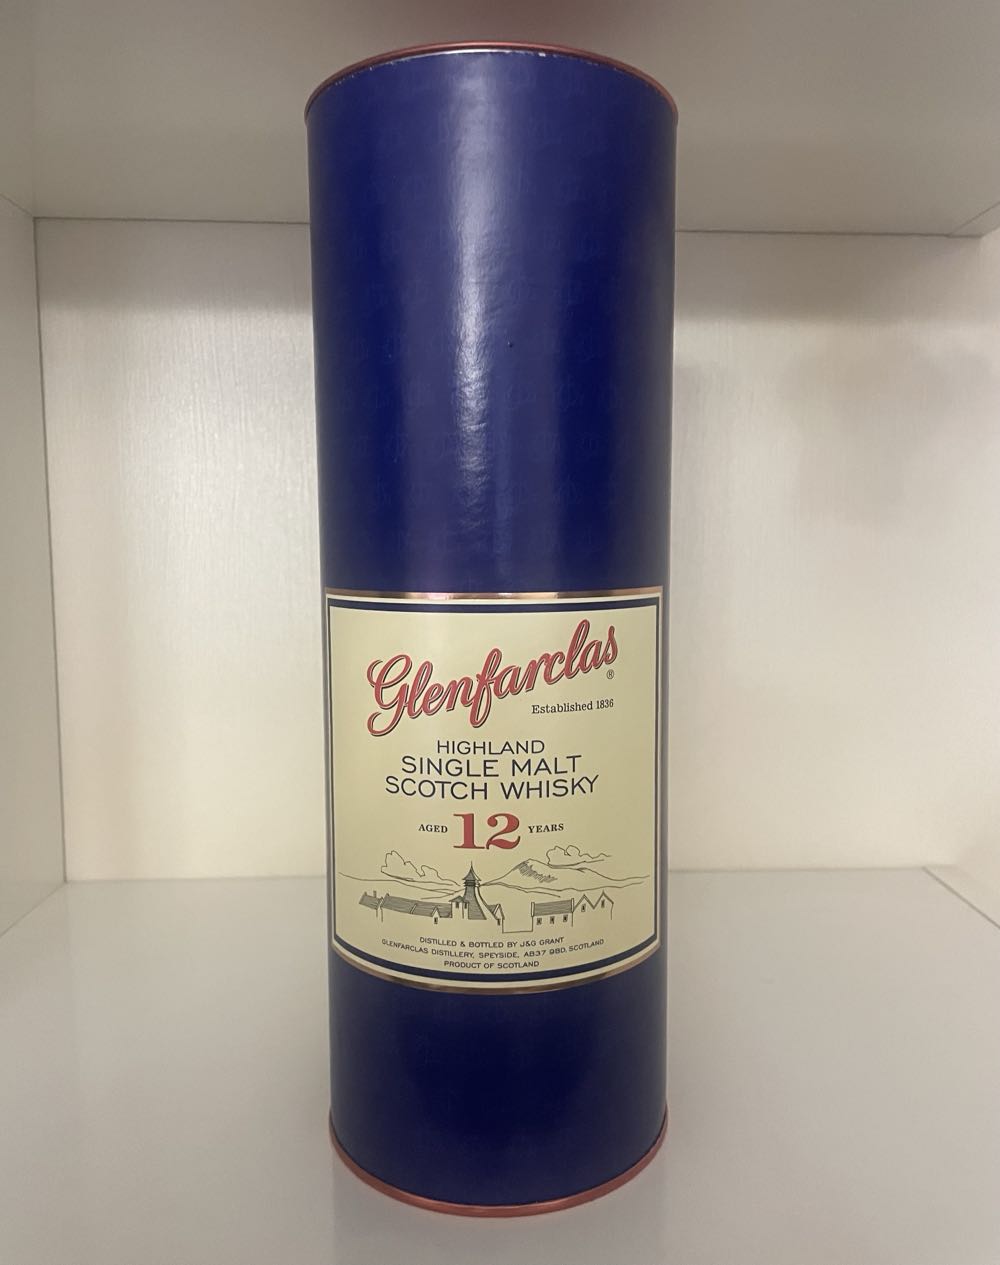 Glenfarclas®
Established 1836
HIGHLAND
SINGLE MALT
SCOTCH WHISKY
AGED 12 YEARS
DISTILLED & BOTTLED BY J&G GRANT
GLENFARCLAS DISTILLERY, SPEYSIDE, AB37 9BD, SCOTLAND
PRODUCT OF SCOTLAND